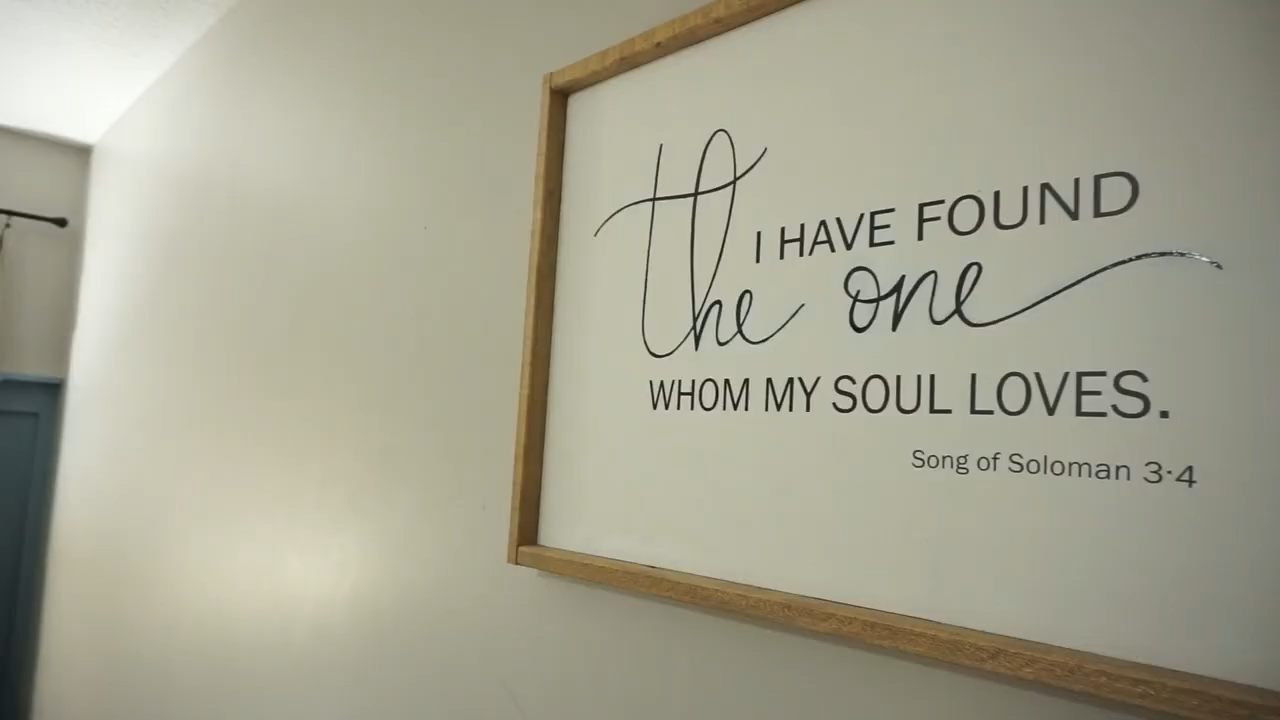 I HAVE FOUND
the one
WHOM MY SOUL LOVES.
Song of Soloman 3·4